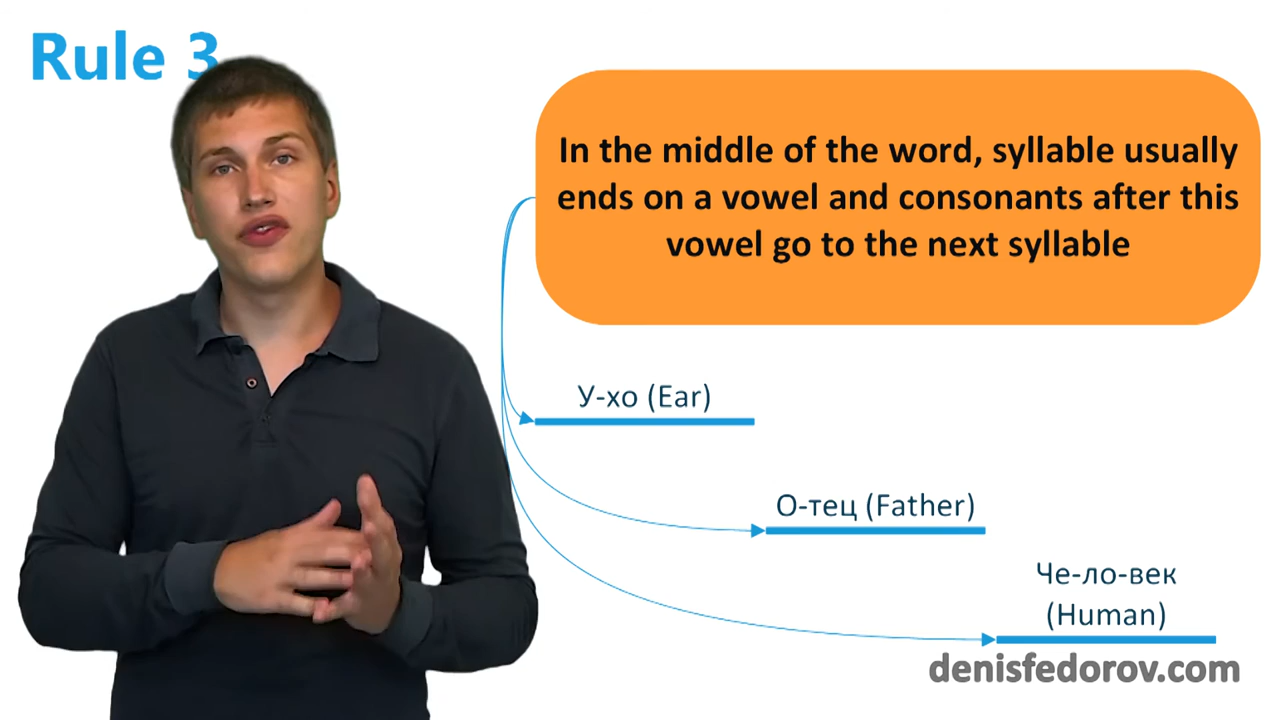 Rule 3
In the middle of the word, syllable usually
ends on a vowel and consonants after this
vowel go to the next syllable
У-хо (Ear)
О-тец (Father)
Че-ло-век
(Human)
denisfedorov.com